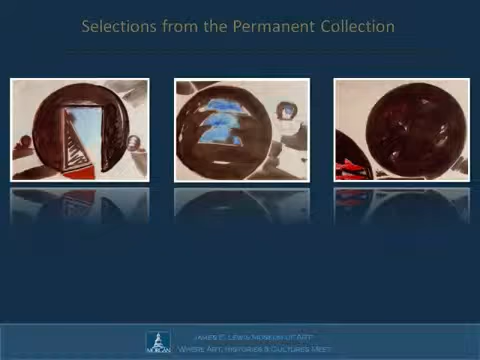 Selections from the Permanent Collection
JAMES E. LEWIS MUSEUM OF ART
MORGAN
WHERE ART, HISTORIES & CULTURES MEET